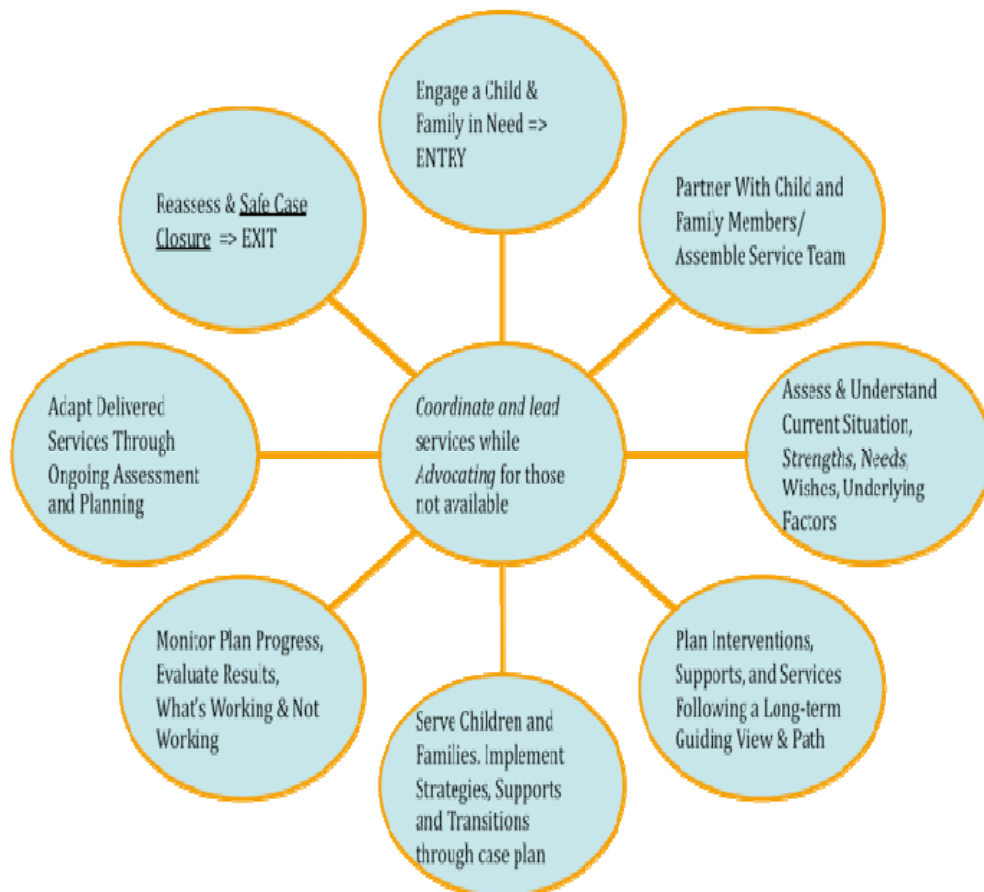 Engage a Child &
Family in Need =>
ENTRY
Partner With Child and
Family Members/
Assemble Service Team
Assess & Understand
Current Situation,
Strengths, Needs,
Wishes, Underlying
Factors
Plan Interventions,
Supports, and Services
Following a Long-term
Guiding View & Path
Serve Children and
Families. Implement
Strategies, Supports
and Transitions
through case plan
Monitor Plan Progress,
Evaluate Results,
What's Working & Not
Working
Adapt Delivered
Services Through
Ongoing Assessment
and Planning
Reassess & Safe Case
Closure => EXIT
Coordinate and lead
services while
Advocating for those
not available